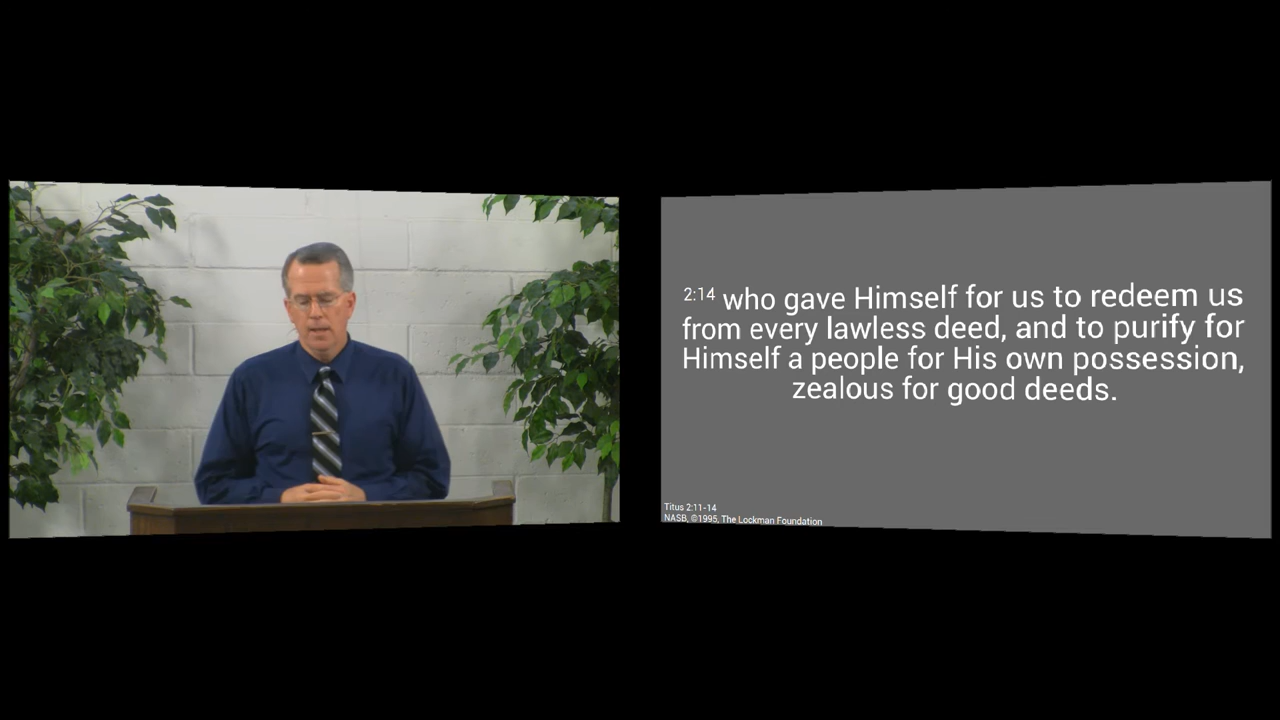 2:14 who gave Himself for us to redeem us
from every lawless deed, and to purify for
Himself a people for His own possession,
zealous for good deeds.
Titus 2:11-14
NASB, ©1995, The Lockman Foundation